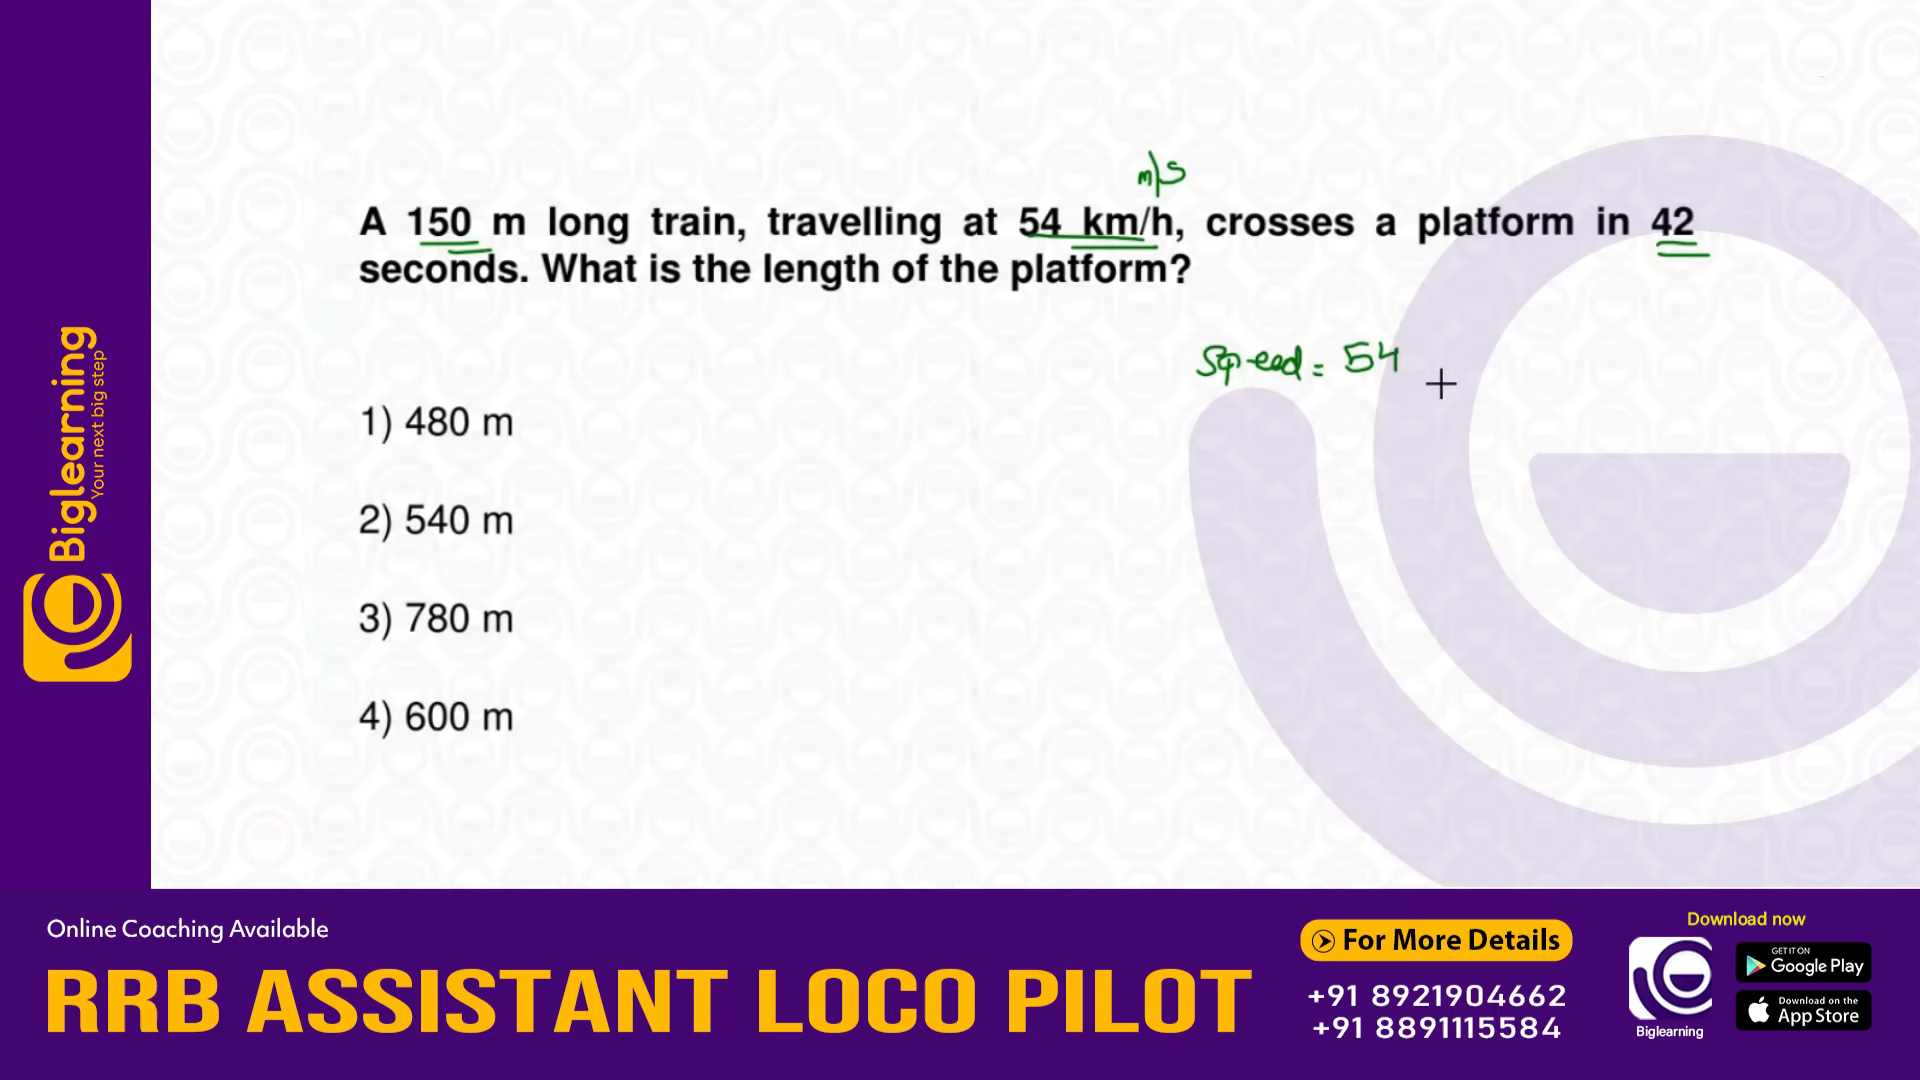 m/s
A 150 m long train, travelling at 54 km/h, crosses a platform in 42
seconds. What is the length of the platform?
Speed = 54
1) 480 m
2) 540 m
3) 780 m
4) 600 m
Biglearning
Your next big step
Online Coaching Available
RRB ASSISTANT LOCO PILOT
For More Details
+91 8921904662
+91 8891115584
Download now
Biglearning
GET IT ON
Google Play
Download on the
App Store